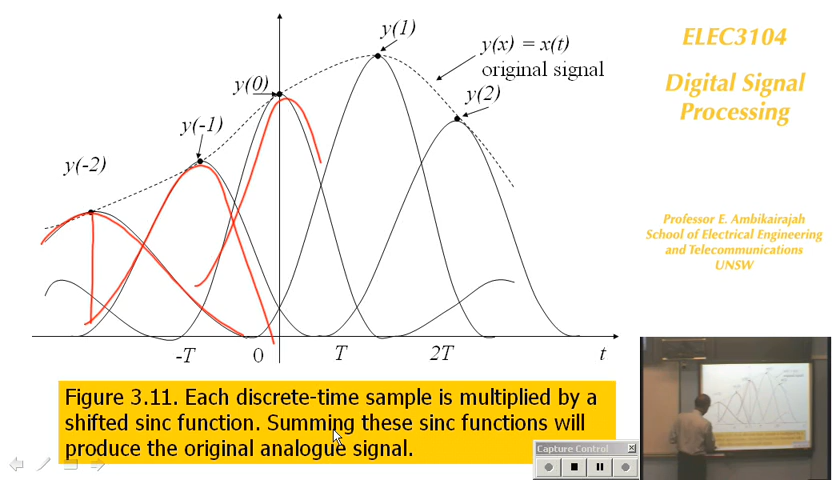 y(1)
y(x) = x(t)
original signal
y(0)
y(2)
y(-1)
y(-2)
-T
0
T
2T
t
Figure 3.11. Each discrete-time sample is multiplied by a
shifted sinc function. Summing these sinc functions will
produce the original analogue signal.
ELEC3104
Digital Signal
Processing
Professor E. Ambikairajah
School of Electrical Engineering
and Telecommunications
UNSW
Capture Control